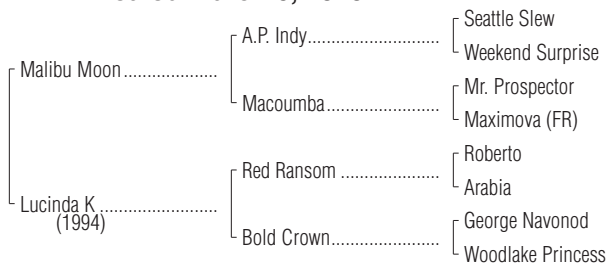 Seattle Slew
A.P. Indy
Weekend Surprise
Malibu Moon
Mr. Prospector
Macoumba
Maximova (FR)
Roberto
Red Ransom
Arabia
Lucinda K
(1994)
George Navonod
Bold Crown
Woodlake Princess